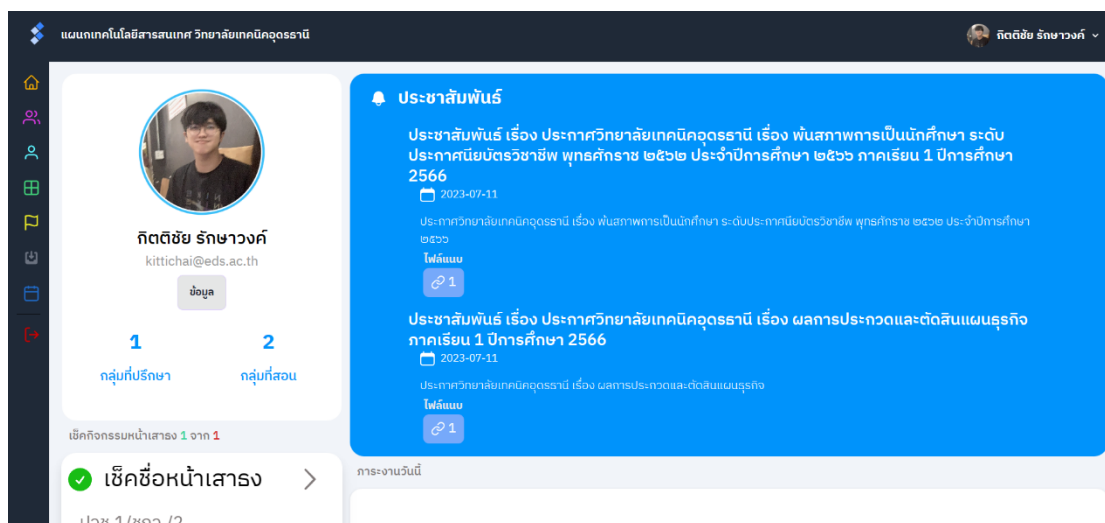 แผนกเทคโนโลยีสารสนเทศ วิทยาลัยเทคนิคอุดรธานี
กิตติชัย รักษาวงค์
กิตติชัย รักษาวงค์
kittichai@eds.ac.th
ข้อมูล
1
2
กลุ่มที่ปรึกษา
กลุ่มที่สอน
เช็คกิจกรรมหน้าเสาธง 1 จาก 1
เช็คชื่อหน้าเสาธง
ประชาสัมพันธ์
ประชาสัมพันธ์ เรื่อง ประกาศวิทยาลัยเทคนิคอุดรธานี เรื่อง พ้นสภาพการเป็นนักศึกษา ระดับ
ประกาศนียบัตรวิชาชีพ พุทธศักราช ๒๕๖๒ ประจำปีการศึกษา ๒๕๖๖ ภาคเรียน 1 ปีการศึกษา
2566
2023-07-11
ประกาศวิทยาลัยเทคนิคอุดรธานี เรื่อง พ้นสภาพการเป็นนักศึกษา ระดับประกาศนียบัตรวิชาชีพ พุทธศักราช ๒๕๖๒ ประจำปีการศึกษา
๒๕๖๖
ไฟล์แนบ
1
ประชาสัมพันธ์ เรื่อง ประกาศวิทยาลัยเทคนิคอุดรธานี เรื่อง ผลการประกวดและตัดสินแผนธุรกิจ
ภาคเรียน 1 ปีการศึกษา 2566
2023-07-11
ประกาศวิทยาลัยเทคนิคอุดรธานี เรื่อง ผลการประกวดและตัดสินแผนธุรกิจ
ไฟล์แนบ
1
ภาระงานวันนี้